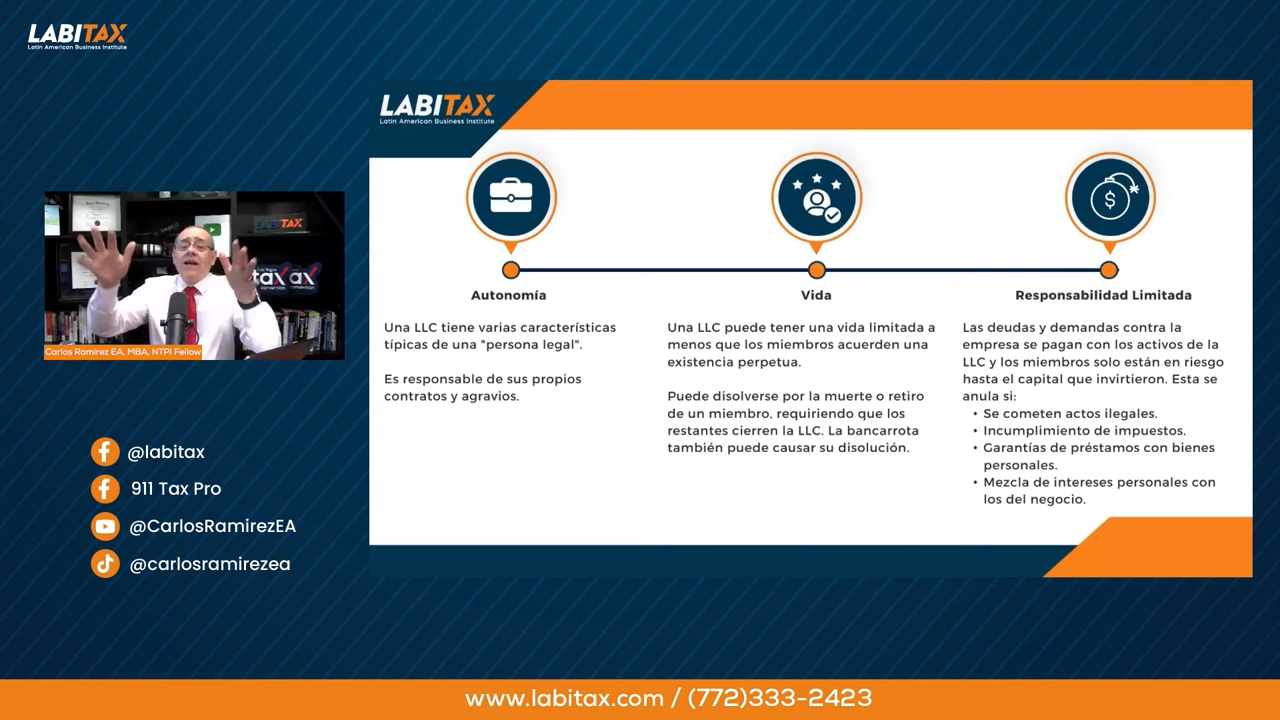 LABITAX
Latin American Business Institute
LABITAX
Latin American Business Institute
Autonomía
Una LLC tiene varias características
típicas de una "persona legal".
Es responsable de sus propios
contratos y agravios.
Vida
Una LLC puede tener una vida limitada a
menos que los miembros acuerden una
existencia perpetua.
Puede disolverse por la muerte o retiro
de un miembro, requiriendo que los
restantes cierren la LLC. La bancarrota
también puede causar su disolución.
Responsabilidad Limitada
Las deudas y demandas contra la
empresa se pagan con los activos de la
LLC y los miembros solo están en riesgo
hasta el capital que invirtieron. Esta se
anula si:
• Se cometen actos ilegales.
• Incumplimiento de impuestos.
• Garantías de préstamos con bienes
personales.
• Mezcla de intereses personales con
los del negocio.
LABITAX
tax
Carlos Ramirez EA, MBA, NTPI Fellow
@labitax
911 Tax Pro
@CarlosRamirezEA
@carlosramirezea
www.labitax.com / (772)333-2423